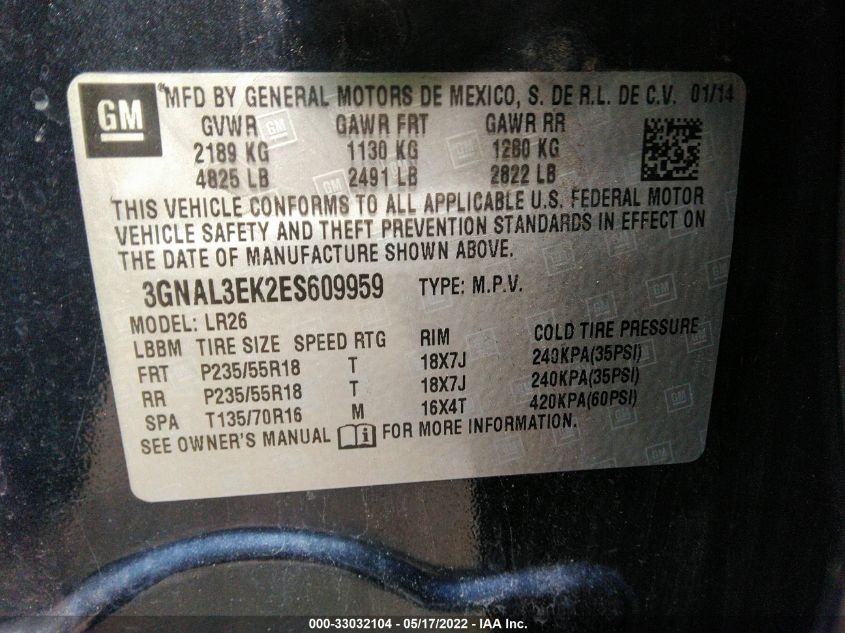 GM
MFD BY GENERAL MOTORS DE MEXICO, S. DE R.L. DE C.V. 01/14
GVWR GAWR FRT GAWR RR
2189 KG 1130 KG 1280 KG
4825 LB 2491 LB 2822 LB
THIS VEHICLE CONFORMS TO ALL APPLICABLE U.S. FEDERAL MOTOR
VEHICLE SAFETY AND THEFT PREVENTION STANDARDS IN EFFECT ON
THE DATE OF MANUFACTURE SHOWN ABOVE.
3GNAL3EK2ES609959 TYPE: M.P.V.
MODEL: LR26
LBBM TIRE SIZE SPEED RTG RIM COLD TIRE PRESSURE
FRT P235/55R18 T 18X7J 240KPA(35PSI)
RR P235/55R18 T 18X7J 240KPA(35PSI)
SPA T135/70R16 M 16X4T 420KPA(60PSI)
SEE OWNER'S MANUAL FOR MORE INFORMATION.
000-33032104 - 05/17/2022 - IAA Inc.